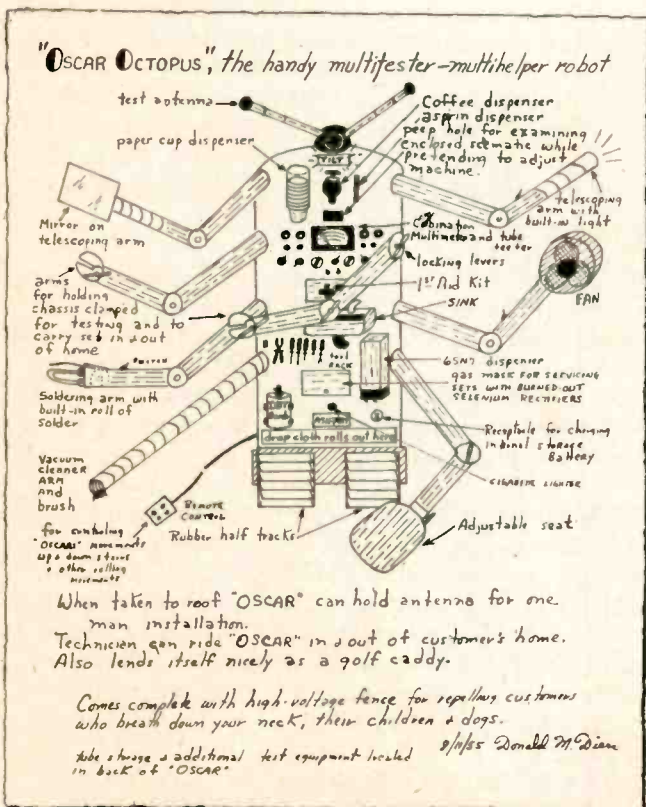 "OSCAR OCTOPUS", the handy multitester-multihelper robot
test antenna
paper cup dispenser
Coffee dispenser
aspirin dispenser
peep hole for examining
enclosed scematic while
pretending to adjust
machine.
Mirror on
telescoping arm
telescoping
arm with
built-in light
Multimeter and tube
tester
locking levers
1st Aid Kit
SINK
FAN
arms
for holding
chassis clamped
for testing and to
carry set in & out
of home
tool
RACK
6SN7 dispenser
gas mask for servicing
sets with burned-out
selenium rectifiers
Soldering arm with
built-in roll of
solder
drop cloth rolls out here
Receptacle for charging
internal storage
Battery
Vacuum
cleaner
ARM
and
brush
REMOTE
CONTROL
Rubber half tracks
Adjustable seat
for controling
"OSCARS" movements
up & down stairs
& other rolling
movements
When taken to roof "OSCAR" can hold antenna for one
man installation.
Technician can ride "OSCAR" in & out of customer's home.
Also lends itself nicely as a golf caddy.
Comes complete with high-voltage fence for repelling customers
who breath down your neck, their children & dogs.
tube storage & additional test equipment located
in back of "OSCAR"
Donald M.